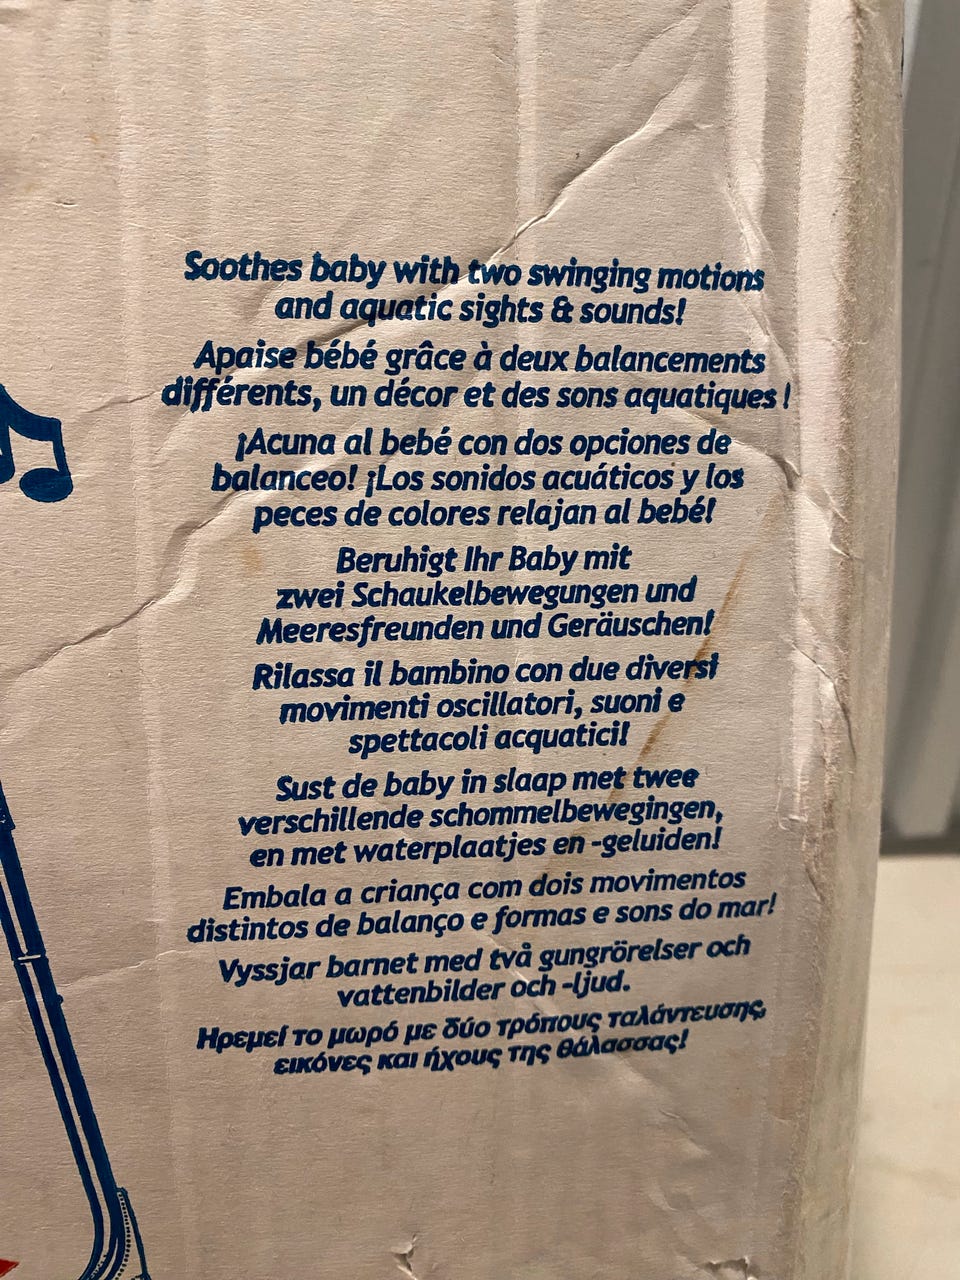 Soothes baby with two swinging motions
and aquatic sights & sounds!
Apaise bébé grâce à deux balancements
différents, un décor et des sons aquatiques !
¡Acuna al bebé con dos opciones de
balanceo! ¡Los sonidos acuáticos y los
peces de colores relajan al bebé!
Beruhigt Ihr Baby mit
zwei Schaukelbewegungen und
Meeresfreunden und Geräuschen!
Rilassa il bambino con due diversi
movimenti oscillatori, suoni e
spettacoli acquatici!
Sust de baby in slaap met twee
verschillende schommelbewegingen,
en met waterplaatjes en -geluiden!
Embala a criança com dois movimentos
distintos de balanço e formas e sons do mar!
Vyssjar barnet med två gungrörelser och
vattenbilder och -ljud.
Ηρεμεί το μωρό με δύο τρόπους ταλάντευσης,
εικόνες και ήχους της θάλασσας!